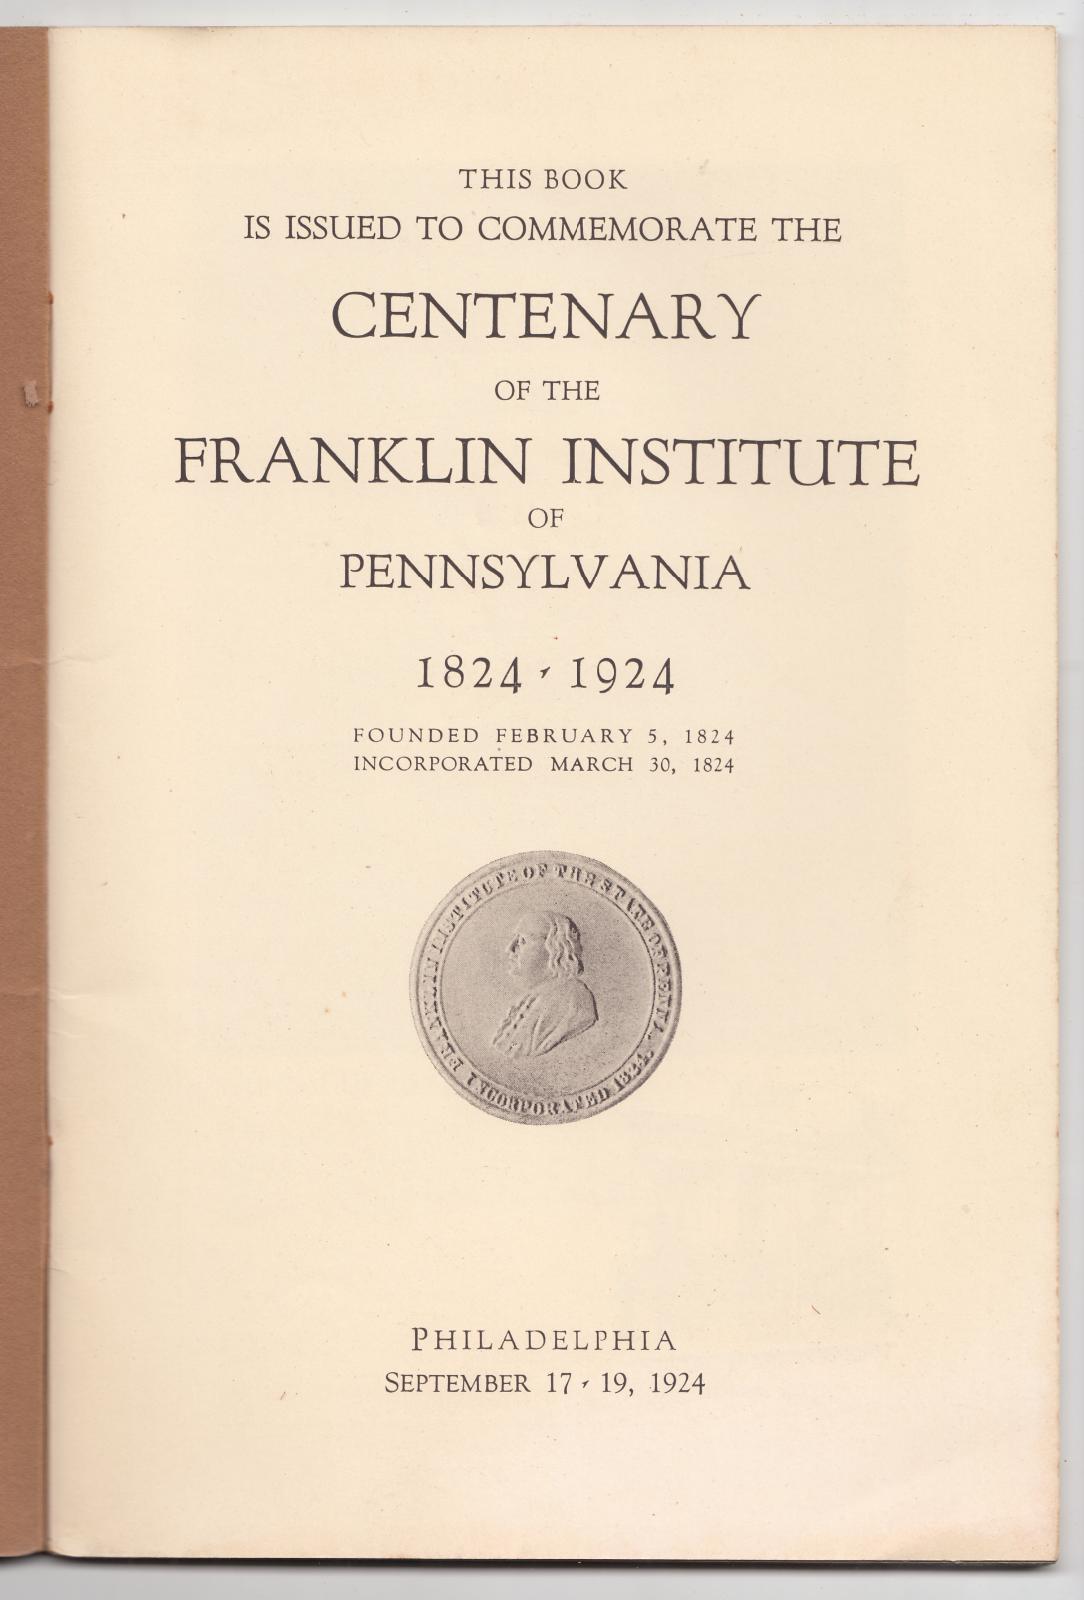 THIS BOOK
IS ISSUED TO COMMEMORATE THE
CENTENARY
OF THE
FRANKLIN INSTITUTE
OF
PENNSYLVANIA
1824 - 1924
FOUNDED FEBRUARY 5, 1824
INCORPORATED MARCH 30, 1824
FRANKLIN INSTITUTE OF THE STATE OF PENNA.
INCORPORATED 1824.
PHILADELPHIA
SEPTEMBER 17 - 19, 1924